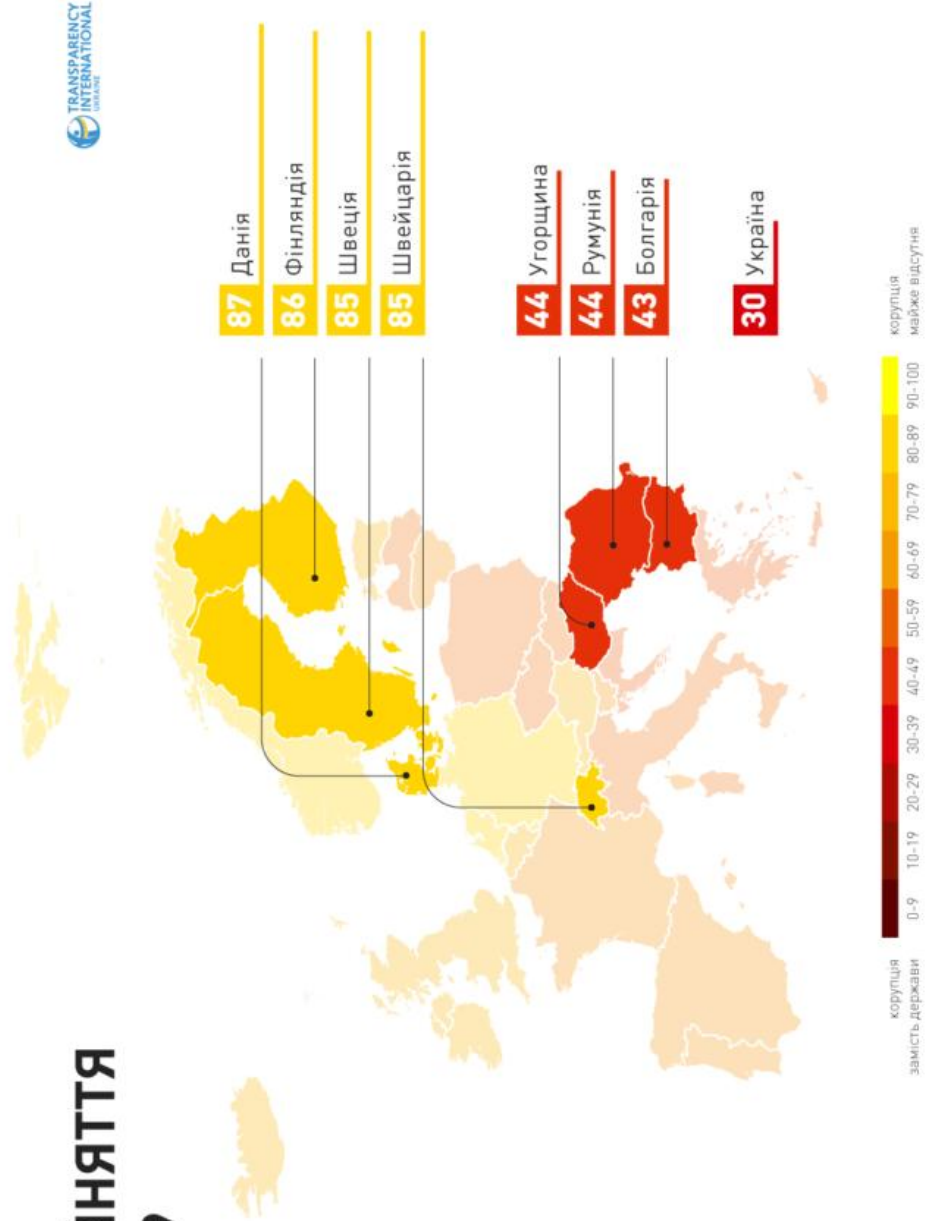 TRANSPARENCY
INTERNATIONAL
UKRAINE
87 Данія
86 Фінляндія
85 Швеція
85 Швейцарія
44 Угорщина
44 Румунія
43 Болгарія
30 Україна
корупція
замість держави
0-9 10-19 20-29 30-39 40-49 50-59 60-69 70-79 80-89 90-100
корупція
майже відсутня